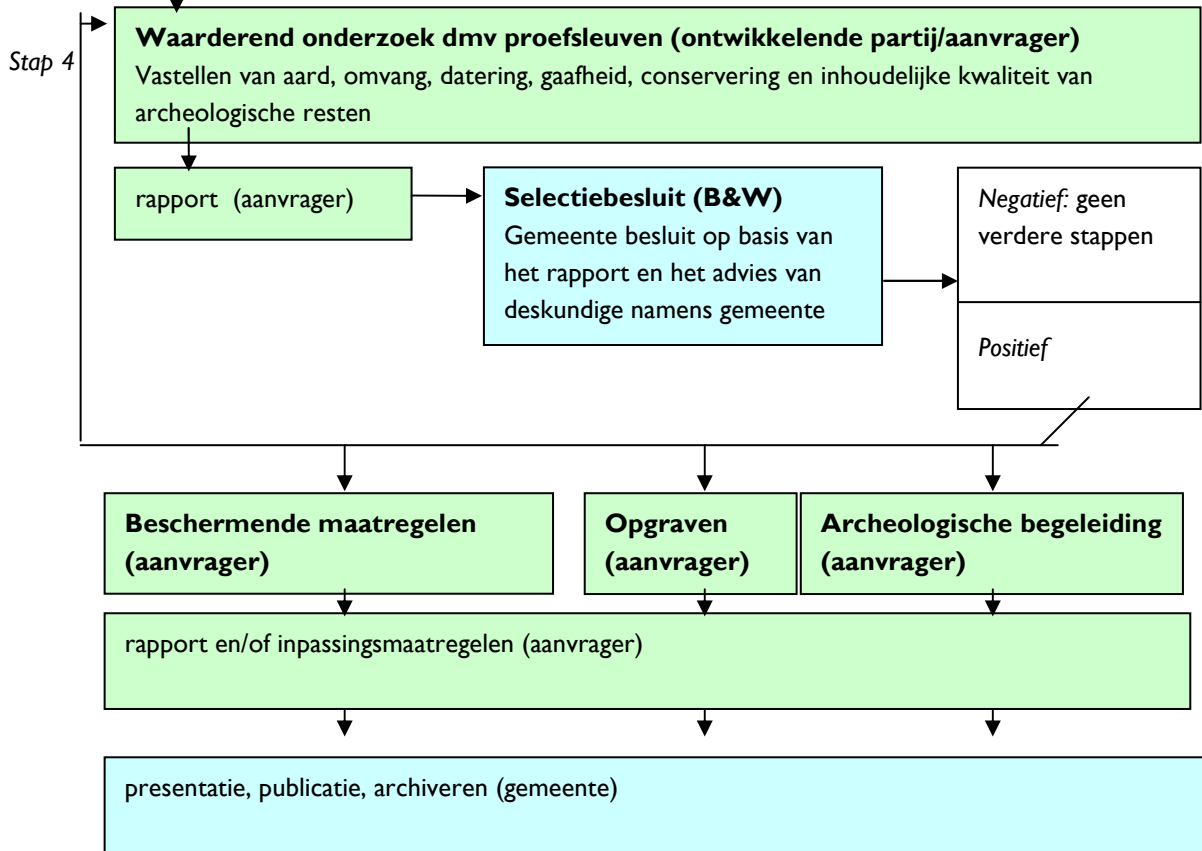 Stap 4
Waarderend onderzoek dmv proefsleuven (ontwikkelende partij/aanvrager)
Vastellen van aard, omvang, datering, gaafheid, conservering en inhoudelijke kwaliteit van
archeologische resten
rapport (aanvrager)
Selectiebesluit (B&W)
Gemeente besluit op basis van
het rapport en het advies van
deskundige namens gemeente
Negatief: geen
verdere stappen
Positief
Beschermende maatregelen
(aanvrager)
Opgraven
(aanvrager)
Archeologische begeleiding
(aanvrager)
rapport en/of inpassingsmaatregelen (aanvrager)
presentatie, publicatie, archiveren (gemeente)